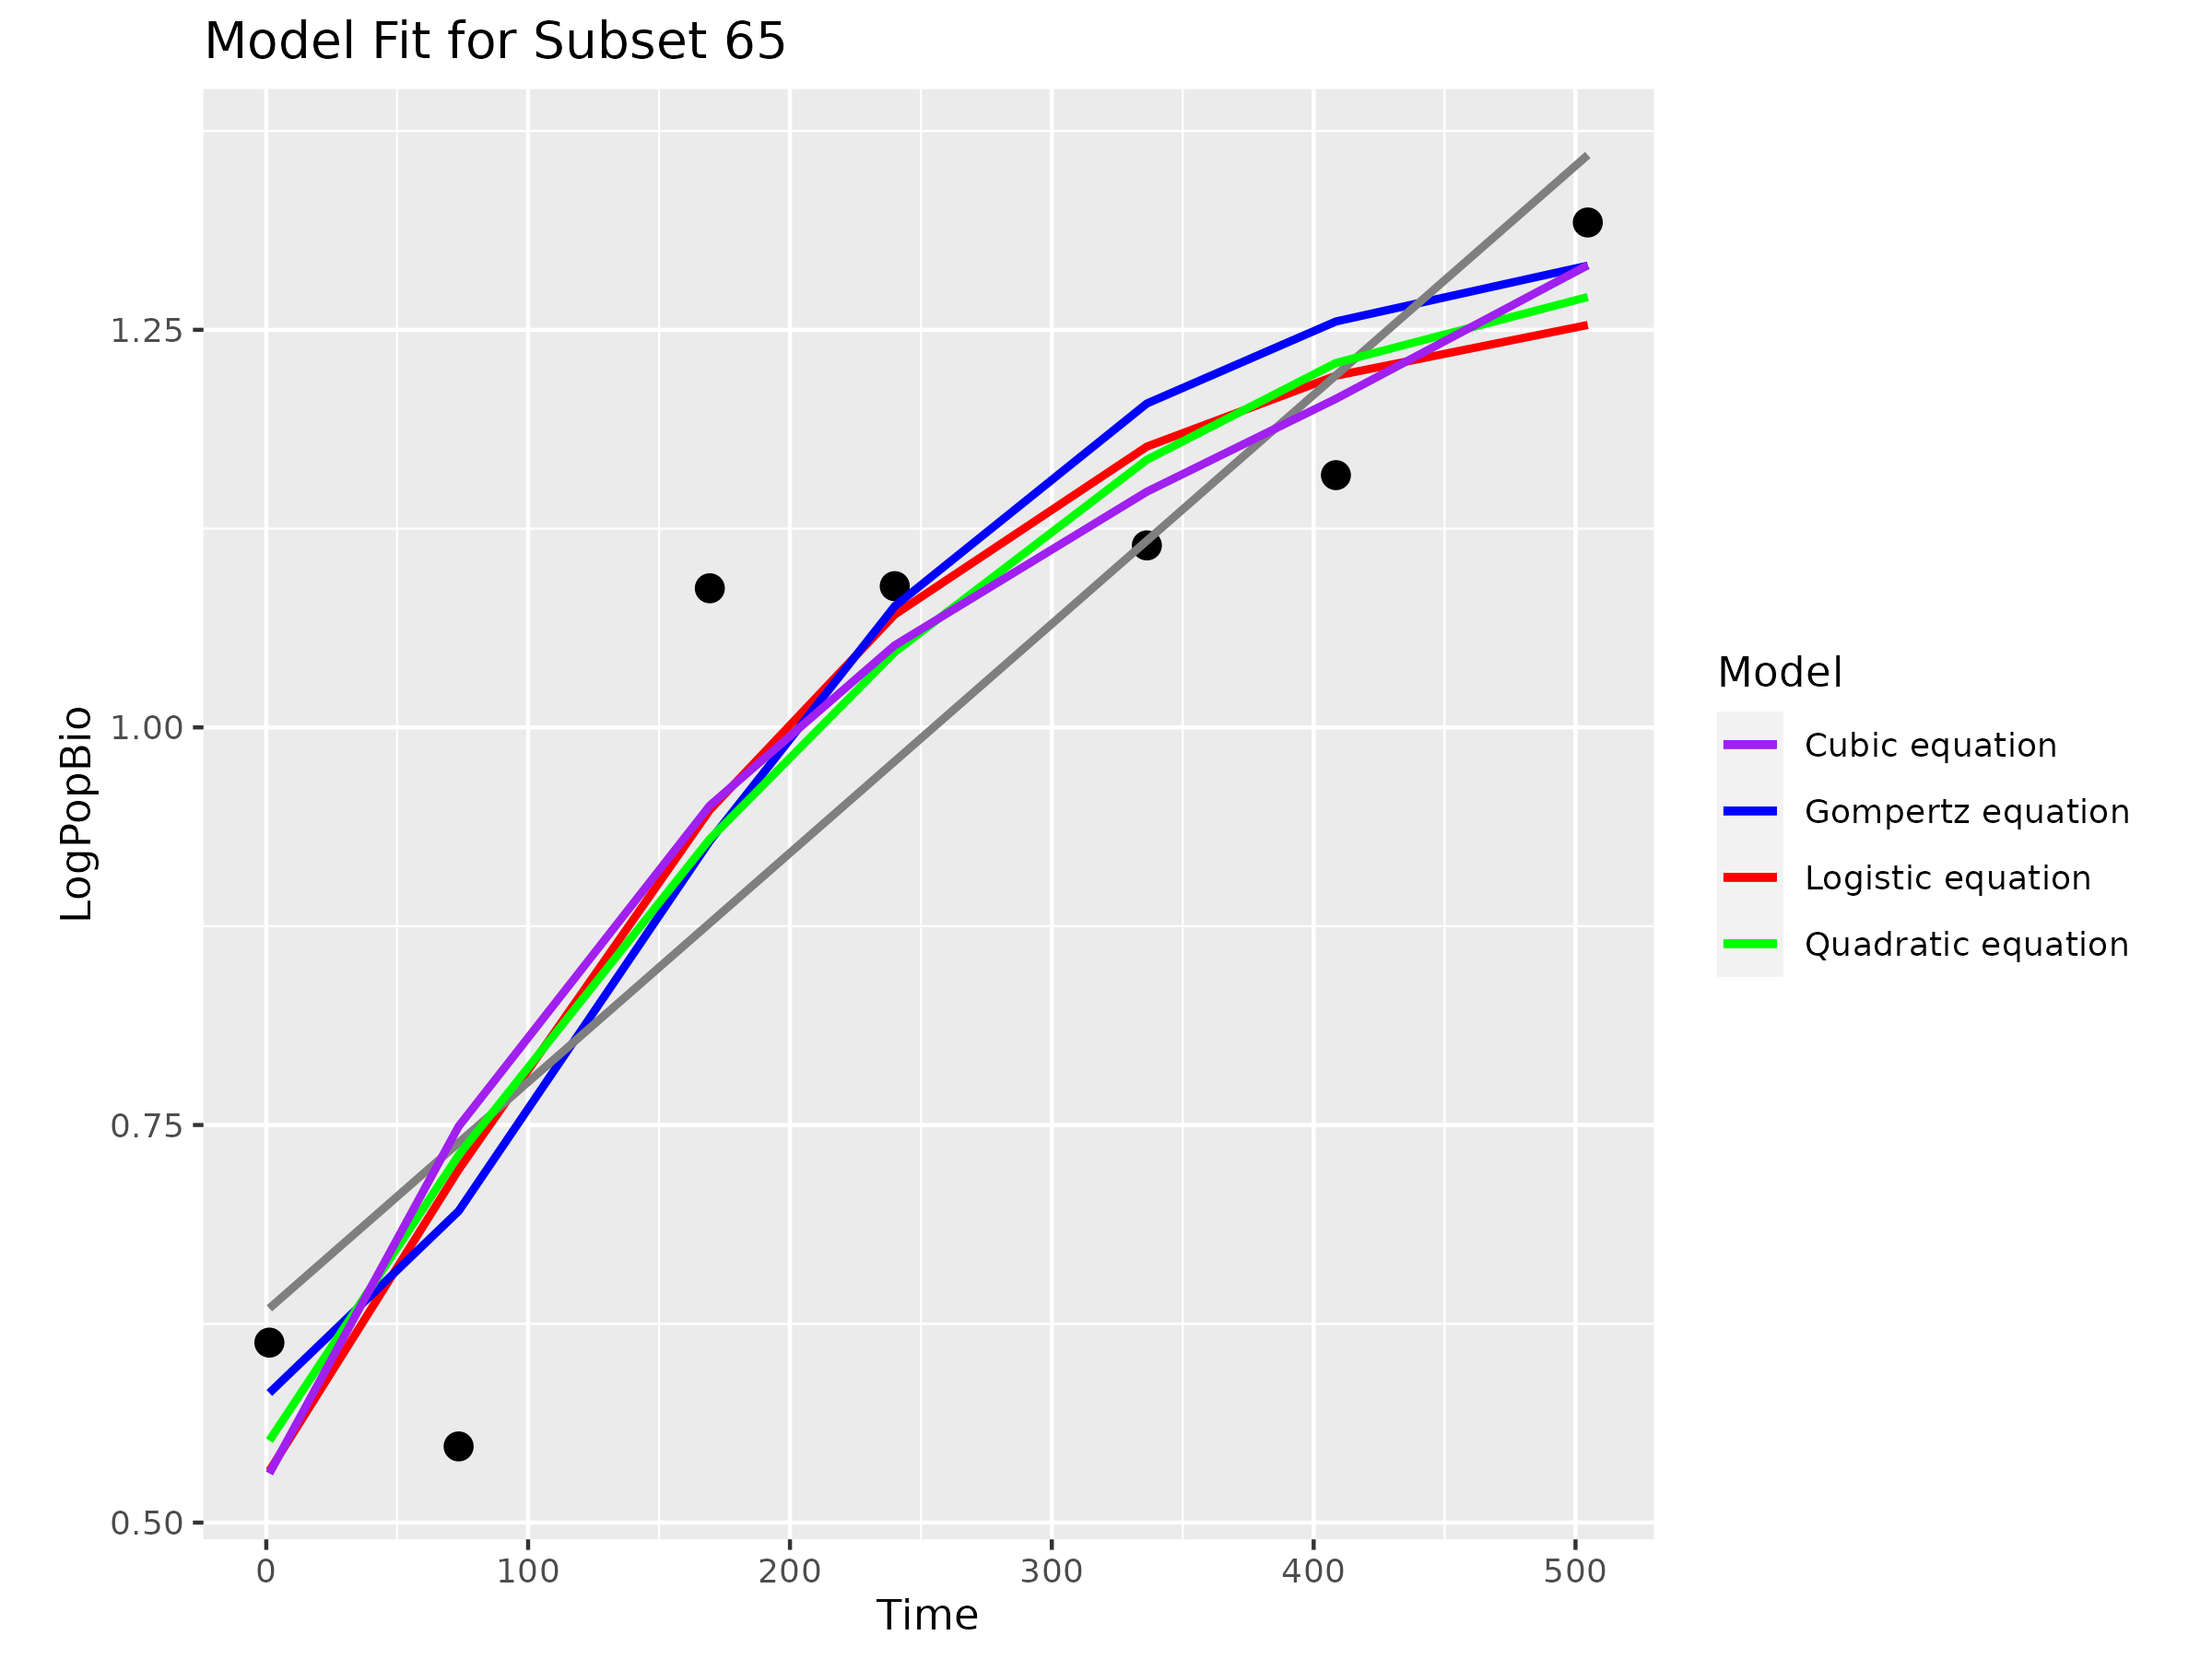 Model Fit for Subset 65
LogPopBio
1.25
1.00
0.75
0.50
0 100 200 300 400 500
Time
Model
Cubic equation
Gompertz equation
Logistic equation
Quadratic equation